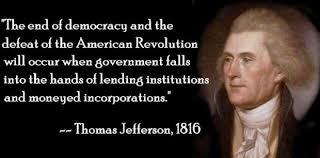 "The end of democracy and the
defeat of the American Revolution
will occur when government falls
into the hands of lending institutions
and moneyed incorporations."
-- Thomas Jefferson, 1816